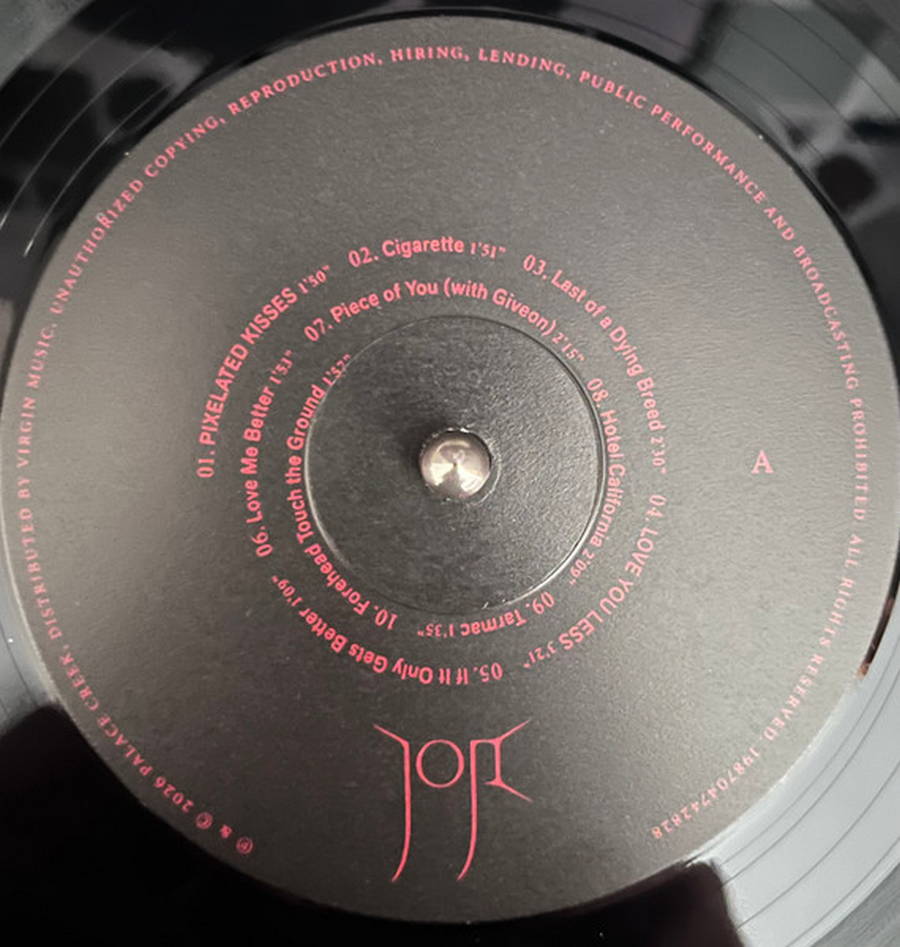 ℗ & © 2026 PALACE CREEK, DISTRIBUTED BY VIRGIN MUSIC. UNAUTHORIZED COPYING, REPRODUCTION, HIRING, LENDING, PUBLIC PERFORMANCE AND BROADCASTING PROHIBITED ALL RIGHTS RESERVED. 198704742828
01. PIXELATED KISSES 1'50" 02. Cigarette 1'51" 03. Last of a Dying Breed 2'30" 04. LOVE YOU LESS 3'21" 05. If It Only Gets Better 1'09"
06. Love Me Better 1'53" 07. Piece of You (with Giveon) 2'15" 08. Hotel California 2'09" 09. Tarmac 1'35"
10. Forehead Touch the Ground 1'52"
A
JOJI